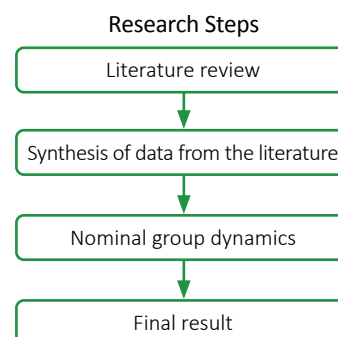 Research Steps
Literature review
Synthesis of data from the literature
Nominal group dynamics
Final result